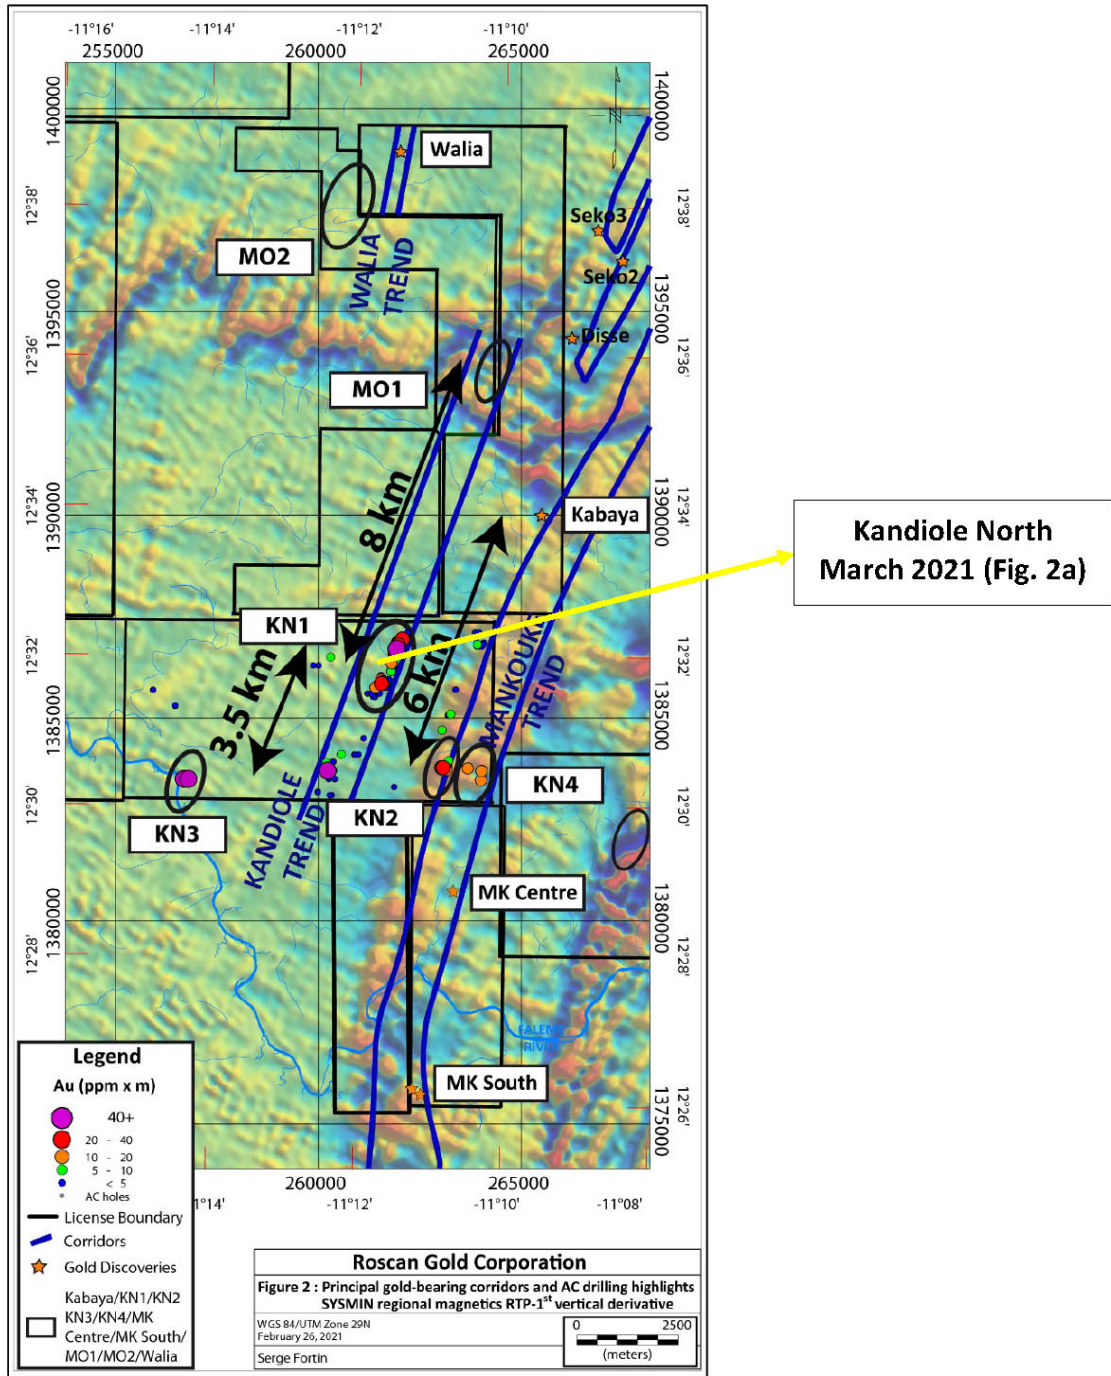 -11°16'
-11°14'
-11°12'
-11°10'
255000
260000
265000
1400000
1400000
12°38'
12°38'
Walia
Seko3
MO2
WALIA
TREND
Seko2
1395000
1395000
Disse
12°36'
12°36'
MO1
8 km
12°34'
12°34'
1390000
1390000
Kabaya
Kandiole North
March 2021 (Fig. 2a)
KN1
12°32'
12°32'
3.5 km
6 km
MANKOUKE
TREND
1385000
1385000
KN4
12°30'
12°30'
KN3
KN2
KANDIOLE
TREND
MK Centre
1380000
1380000
12°28'
12°28'
FALEME
RIVER
MK South
12°26'
1375000
Legend
Au (ppm x m)
40+
20 - 40
10 - 20
5 - 10
< 5
AC holes
License Boundary
Corridors
Gold Discoveries
Kabaya/KN1/KN2
KN3/KN4/MK
Centre/MK South/
MO1/MO2/Walia
260000
265000
°14'
-11°12'
-11°10'
-11°08'
Roscan Gold Corporation
Figure 2 : Principal gold-bearing corridors and AC drilling highlights
SYSMIN regional magnetics RTP-1st vertical derivative
WGS 84/UTM Zone 29N
February 26, 2021
Serge Fortin
0 2500
(meters)